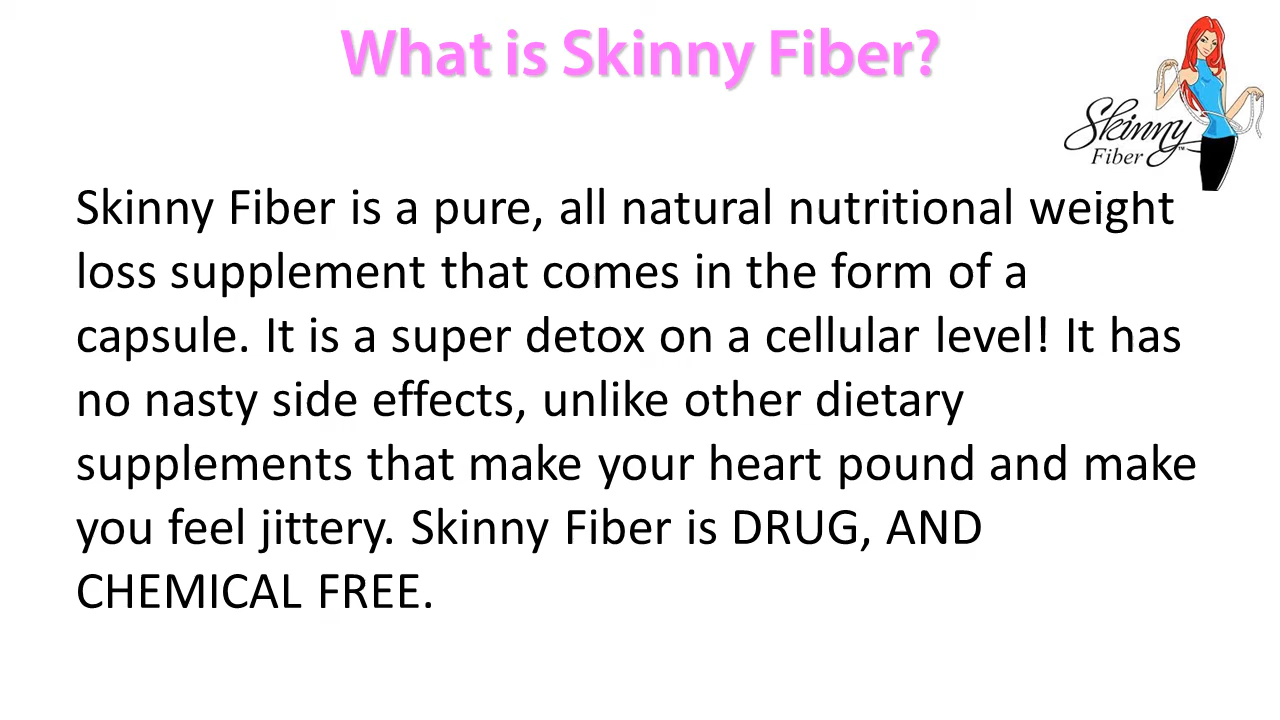 What is Skinny Fiber?
Skinny
Fiber
Skinny Fiber is a pure, all natural nutritional weight
loss supplement that comes in the form of a
capsule. It is a super detox on a cellular level! It has
no nasty side effects, unlike other dietary
supplements that make your heart pound and make
you feel jittery. Skinny Fiber is DRUG, AND
CHEMICAL FREE.